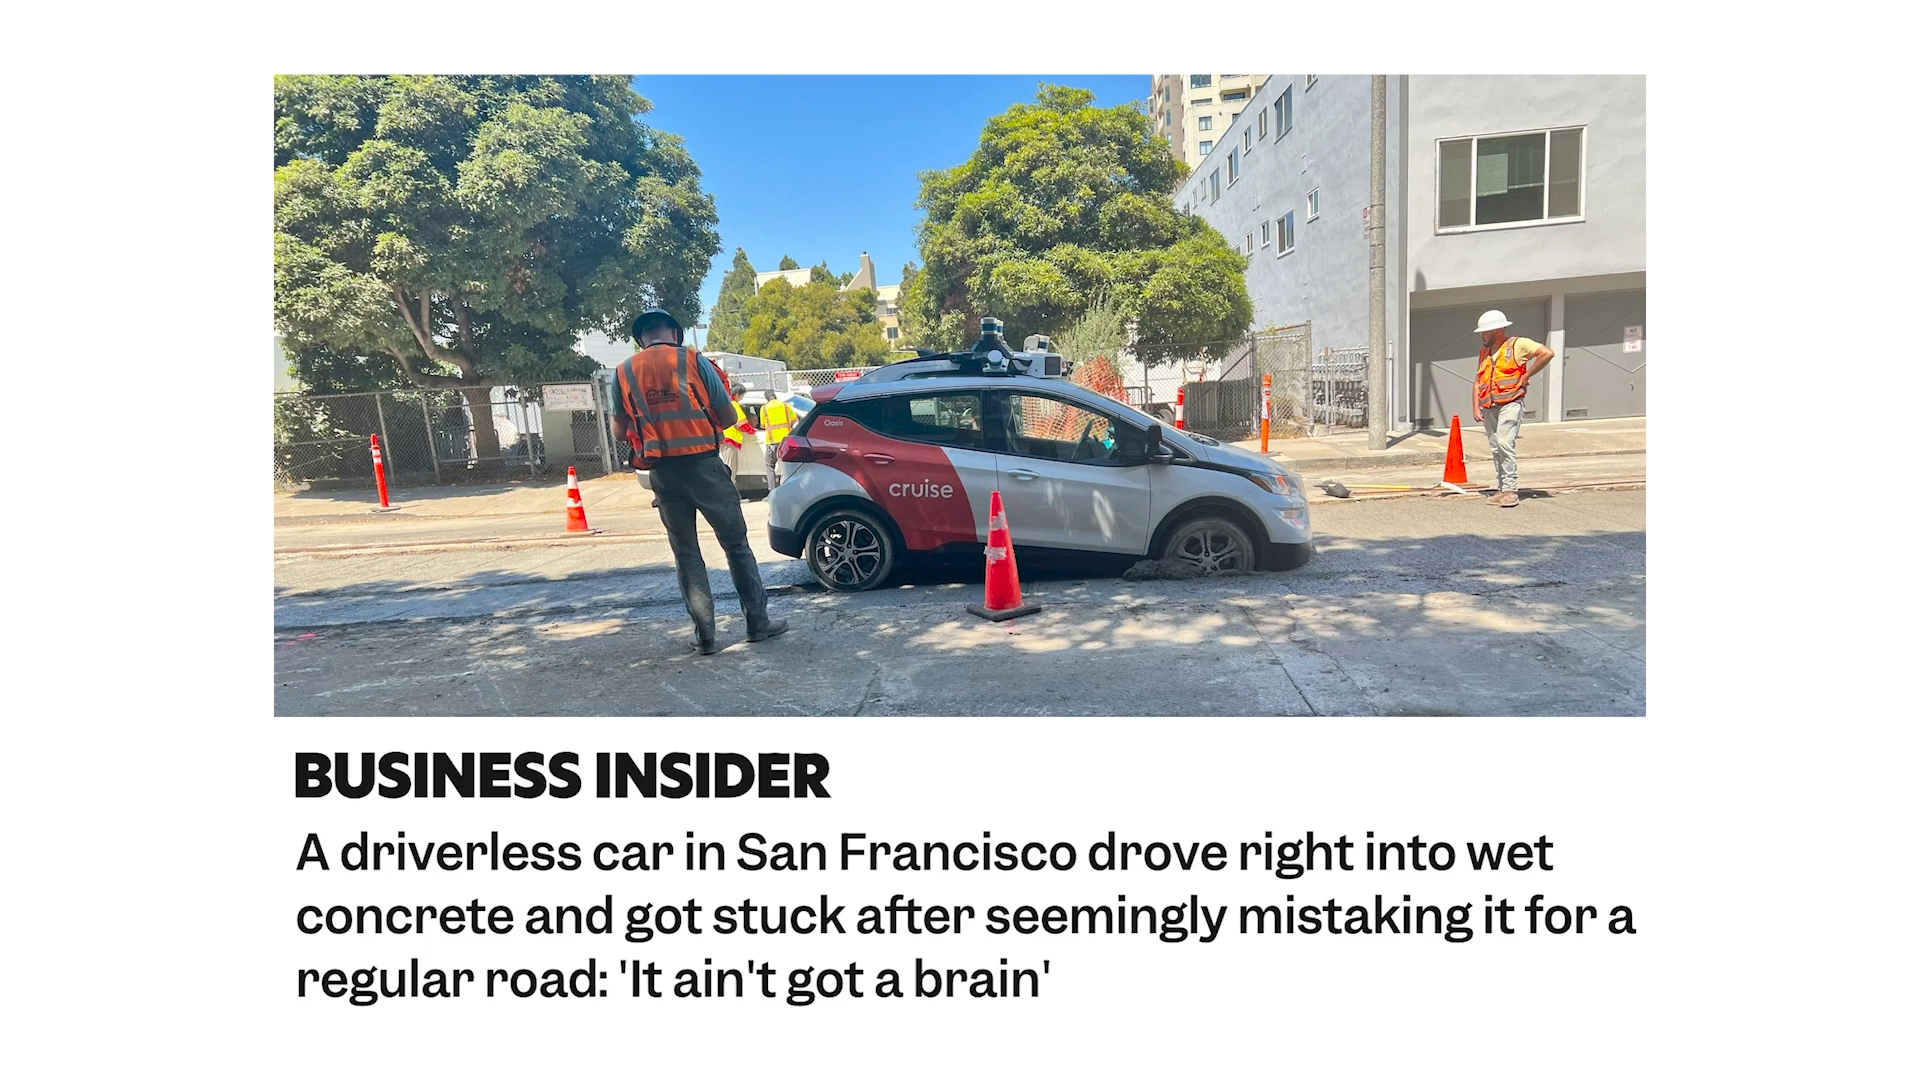 Oasis
cruise
BUSINESS INSIDER
A driverless car in San Francisco drove right into wet
concrete and got stuck after seemingly mistaking it for a
regular road: 'It ain't got a brain'